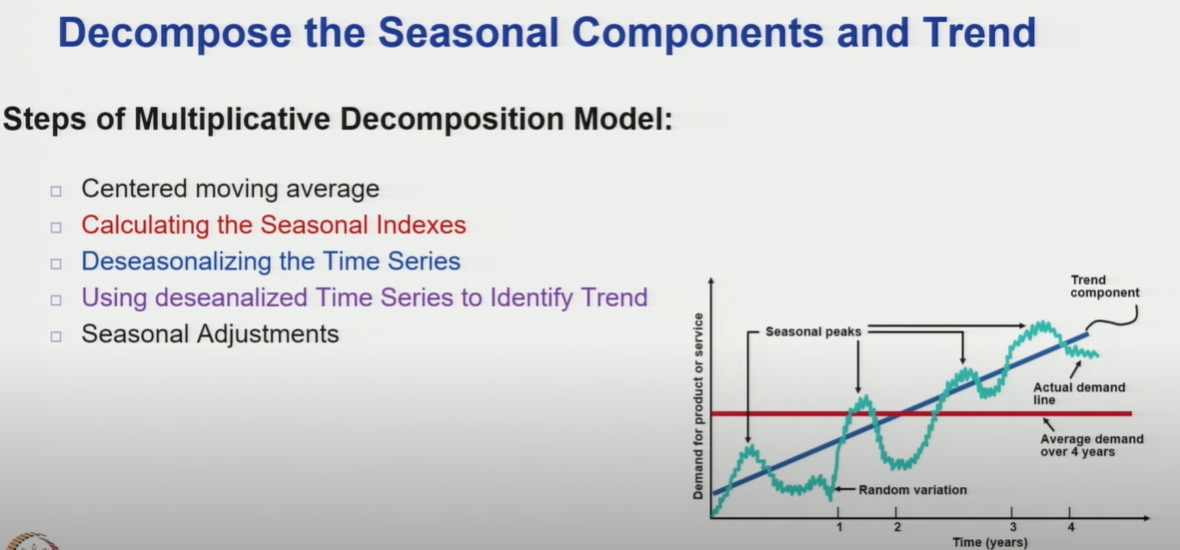 Decompose the Seasonal Components and Trend
Steps of Multiplicative Decomposition Model:
Centered moving average
Calculating the Seasonal Indexes
Deseasonalizing the Time Series
Using deseanalized Time Series to Identify Trend
Seasonal Adjustments
Demand for product or service
Seasonal peaks
Trend
component
Actual demand
line
Average demand
over 4 years
Random variation
1 2 3 4
Time (years)